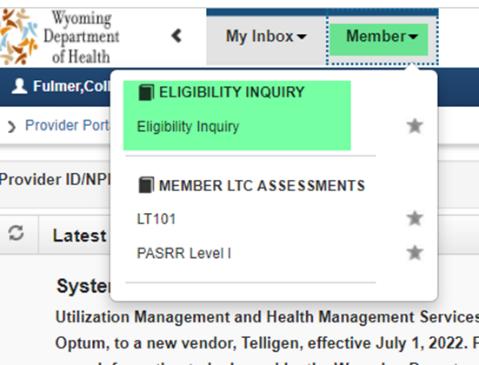 Wyoming
Department
of Health
My Inbox
Member
Fulmer,Coll
ELIGIBILITY INQUIRY
Eligibility Inquiry
Provider Port
MEMBER LTC ASSESSMENTS
Provider ID/NPI
LT101
Latest
PASRR Level I
System
Utilization Management and Health Management Services
Optum, to a new vendor, Telligen, effective July 1, 2022.